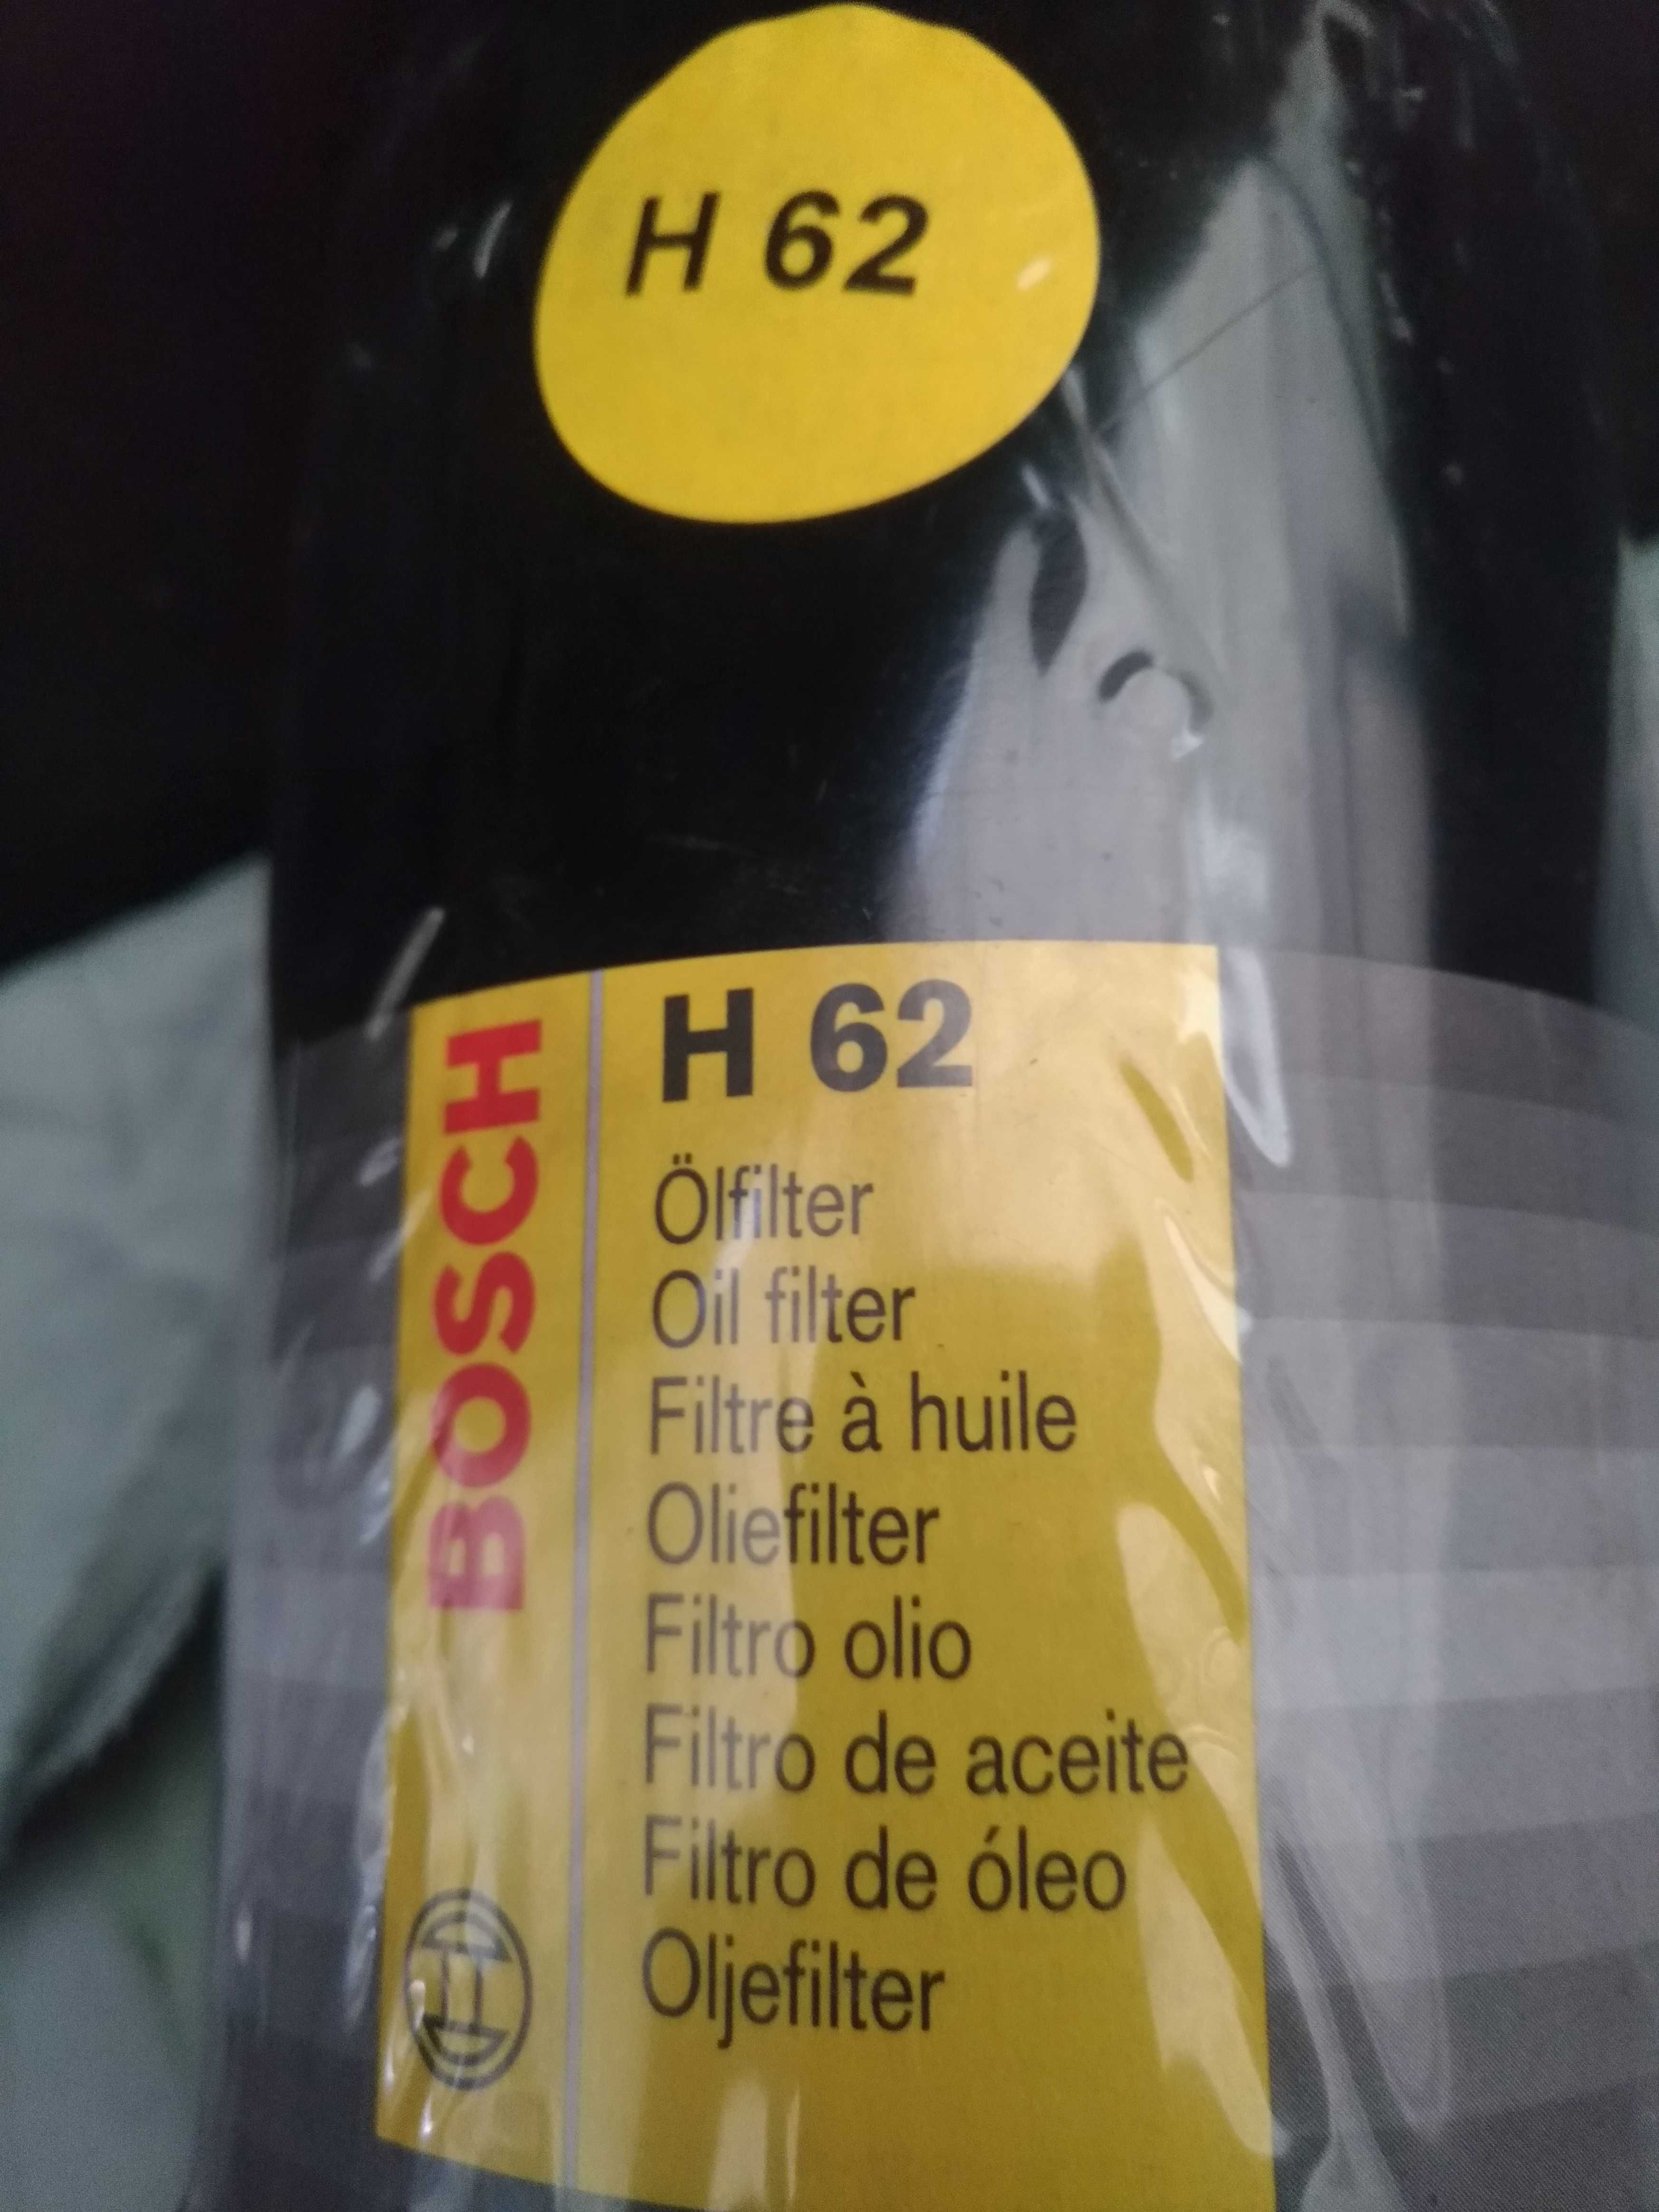 H 62
BOSCH
H 62
Ölfilter
Oil filter
Filtre à huile
Oliefilter
Filtro olio
Filtro de aceite
Filtro de óleo
Oljefilter